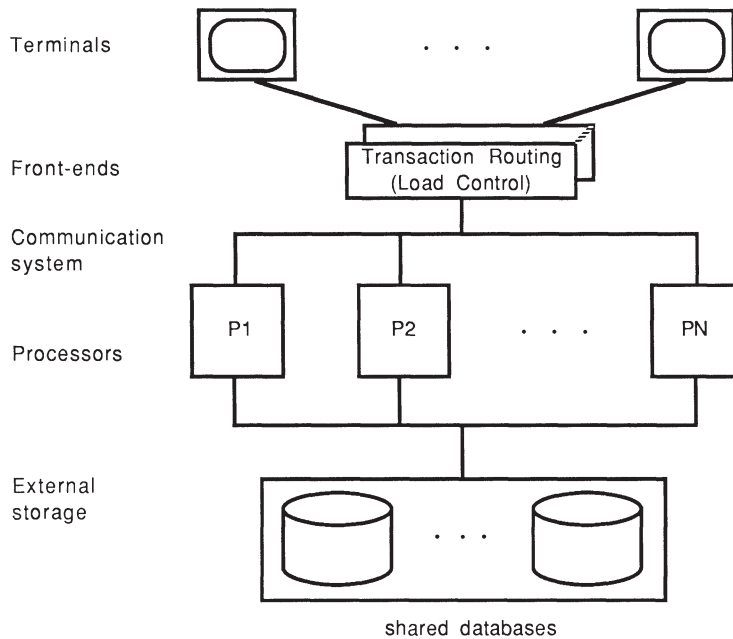 Terminals
. . .
Front-ends
Transaction Routing
(Load Control)
Communication
system
P1
P2
. . .
PN
Processors
External
storage
. . .
shared databases